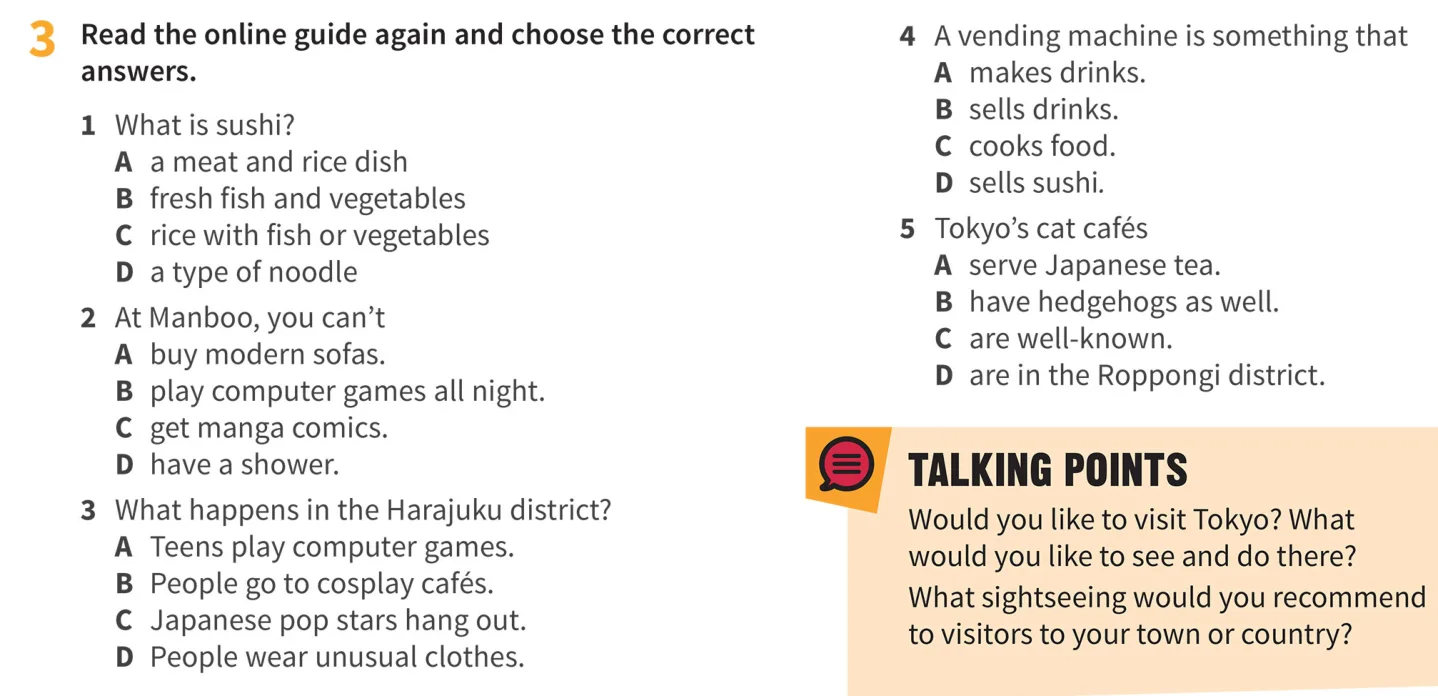 3 Read the online guide again and choose the correct
answers.
1 What is sushi?
A a meat and rice dish
B fresh fish and vegetables
C rice with fish or vegetables
D a type of noodle
2 At Manboo, you can’t
A buy modern sofas.
B play computer games all night.
C get manga comics.
D have a shower.
3 What happens in the Harajuku district?
A Teens play computer games.
B People go to cosplay cafés.
C Japanese pop stars hang out.
D People wear unusual clothes.
4 A vending machine is something that
A makes drinks.
B sells drinks.
C cooks food.
D sells sushi.
5 Tokyo’s cat cafés
A serve Japanese tea.
B have hedgehogs as well.
C are well-known.
D are in the Roppongi district.
TALKING POINTS
Would you like to visit Tokyo? What
would you like to see and do there?
What sightseeing would you recommend
to visitors to your town or country?